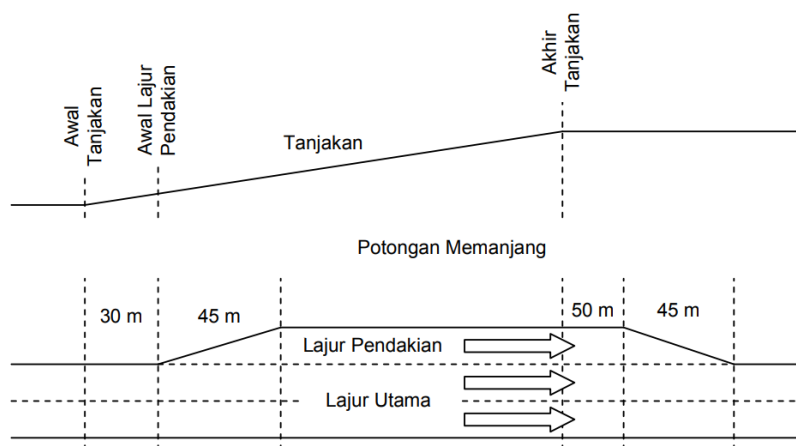 Awal
Tanjakan
Awal Lajur
Pendakian
Akhir
Tanjakan
Tanjakan
Potongan Memanjang
30 m
45 m
50 m
45 m
Lajur Pendakian
Lajur Utama